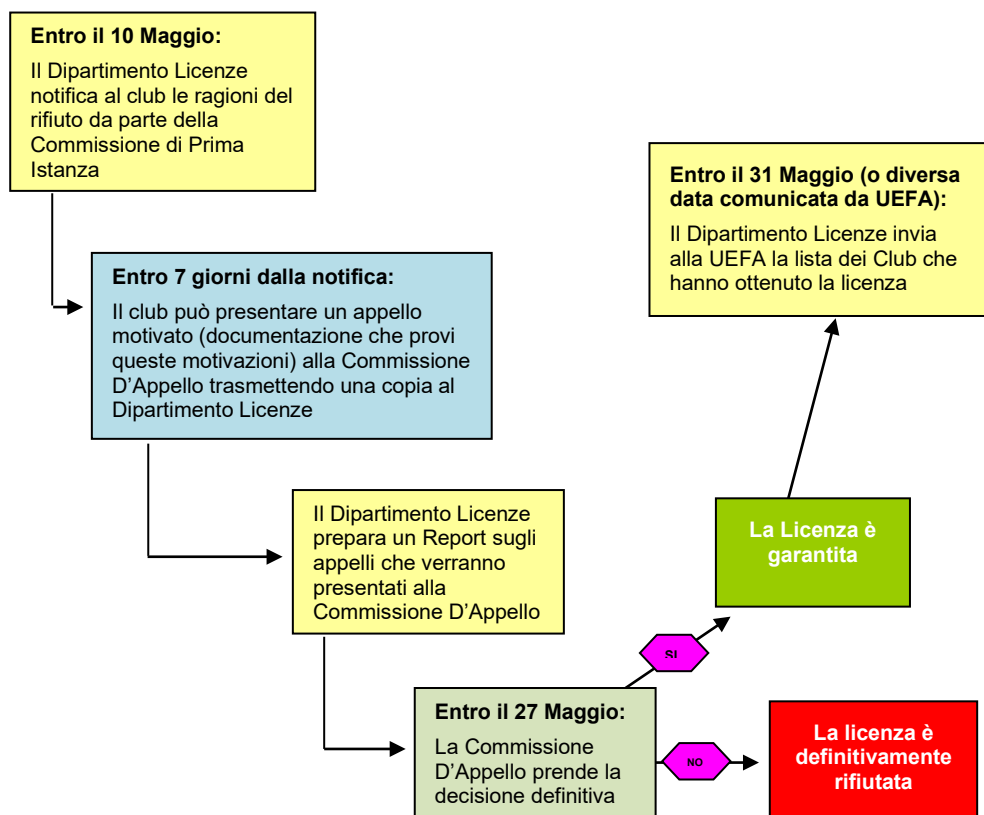 Entro il 10 Maggio:
Il Dipartimento Licenze
notifica al club le ragioni del
rifiuto da parte della
Commissione di Prima
Istanza
Entro 7 giorni dalla notifica:
Il club può presentare un appello
motivato (documentazione che provi
queste motivazioni) alla Commissione
D'Appello trasmettendo una copia al
Dipartimento Licenze
Il Dipartimento Licenze
prepara un Report sugli
appelli che verranno
presentati alla
Commissione D'Appello
Entro il 27 Maggio:
La Commissione
D'Appello prende la
decisione definitiva
SI
La Licenza è
garantita
Entro il 31 Maggio (o diversa
data comunicata da UEFA):
Il Dipartimento Licenze invia
alla UEFA la lista dei Club che
hanno ottenuto la licenza
NO
La licenza è
definitivamente
rifiutata